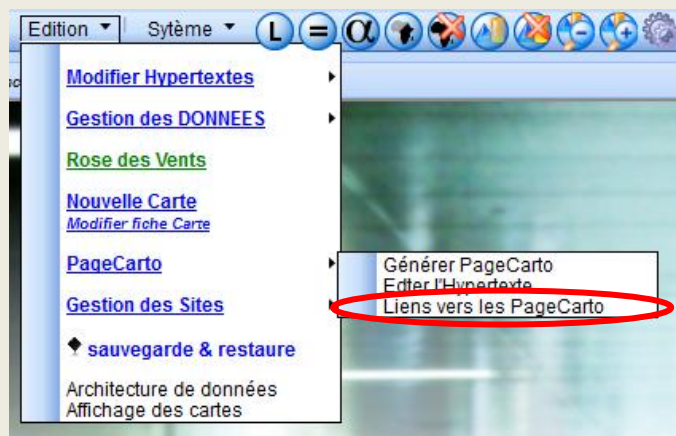 Edition Sytème L = α
Modifier Hypertextes
Gestion des DONNEES
Rose des Vents
Nouvelle Carte
Modifier fiche Carte
PageCarto
Générer PageCarto
Edter l'Hypertexte
Liens vers les PageCarto
Gestion des Sites
sauvegarde & restaure
Architecture de données
Affichage des cartes